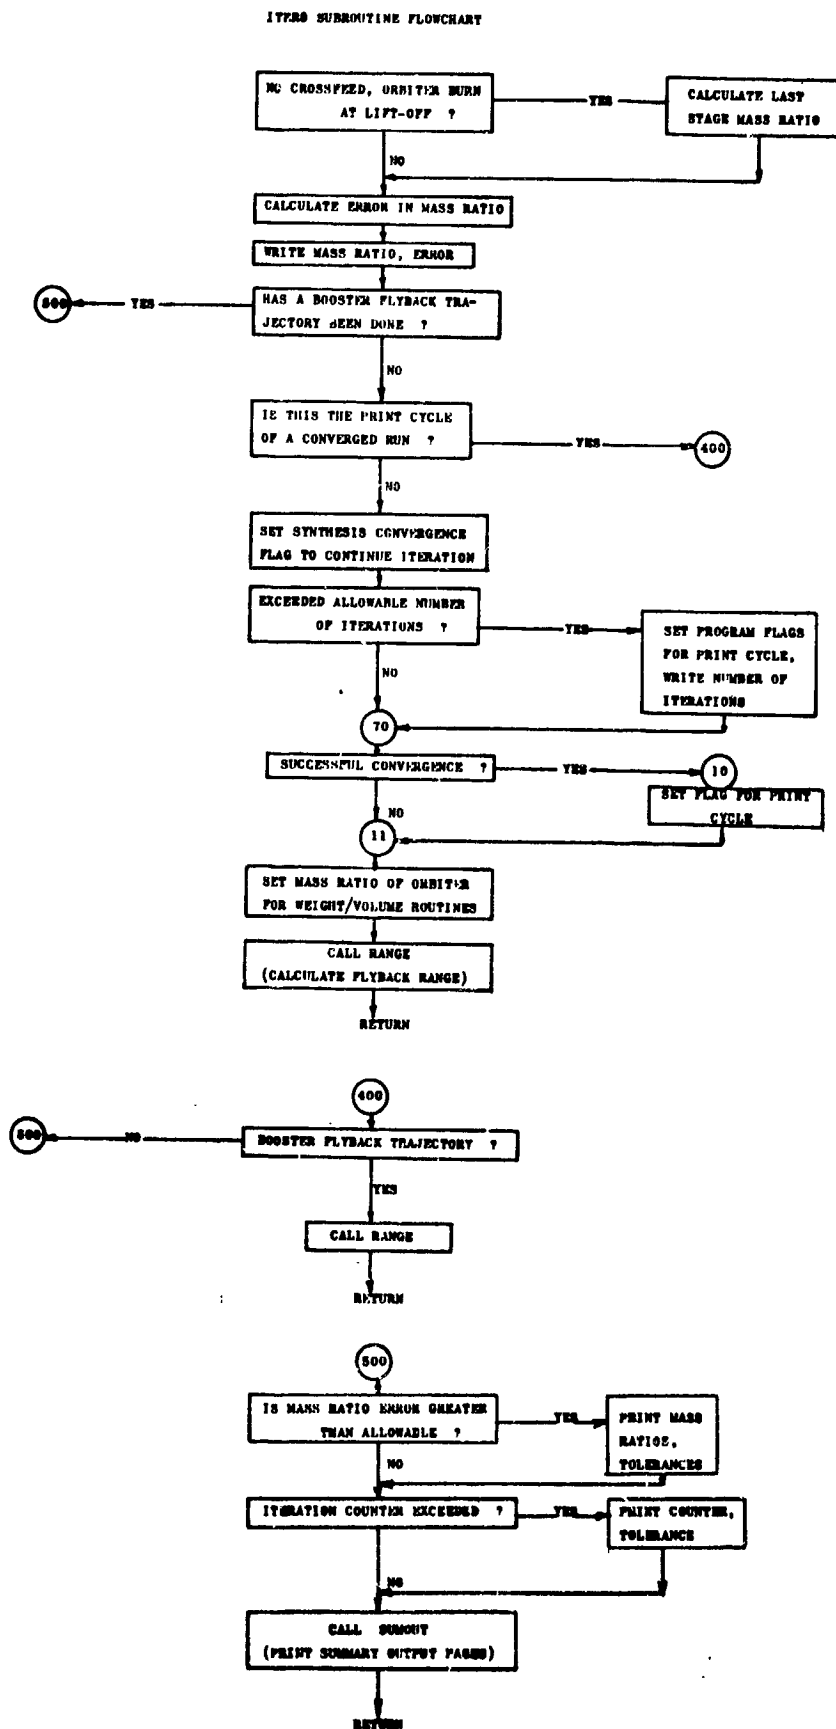 SUBROUTINE FLOWCHART
NO CROSSFEED, ORBITER BURN
AT LIFT-OFF ?
YES
CALCULATE LAST
STAGE MASS RATIO
NO
CALCULATE ERROR IN MASS RATIO
WRITE MASS RATIO, ERROR
HAS A BOOSTER FLYBACK TRA-
JECTORY BEEN DONE ?
YES
500
NO
IS THIS THE PRINT CYCLE
OF A CONVERGED RUN ?
YES
400
NO
SET SYNTHESIS CONVERGENCE
FLAG TO CONTINUE ITERATION
EXCEEDED ALLOWABLE NUMBER
OF ITERATIONS ?
YES
SET PROGRAM FLAGS
FOR PRINT CYCLE,
WRITE NUMBER OF
ITERATIONS
NO
70
SUCCESSFUL CONVERGENCE ?
YES
10
SET FLAG FOR PRINT
CYCLE
NO
11
SET MASS RATIO OF ORBITER
FOR WEIGHT/VOLUME ROUTINES
CALL RANGE
(CALCULATE FLYBACK RANGE)
RETURN
400
BOOSTER FLYBACK TRAJECTORY ?
NO
500
YES
CALL RANGE
RETURN
500
IS MASS RATIO ERROR GREATER
THAN ALLOWABLE ?
YES
PRINT MASS
RATIOS,
TOLERANCES
NO
ITERATION COUNTER EXCEEDED ?
YES
PRINT COUNTER,
TOLERANCE
NO
CALL SUMOUT
(PRINT SUMMARY OUTPUT PAGES)
RETURN